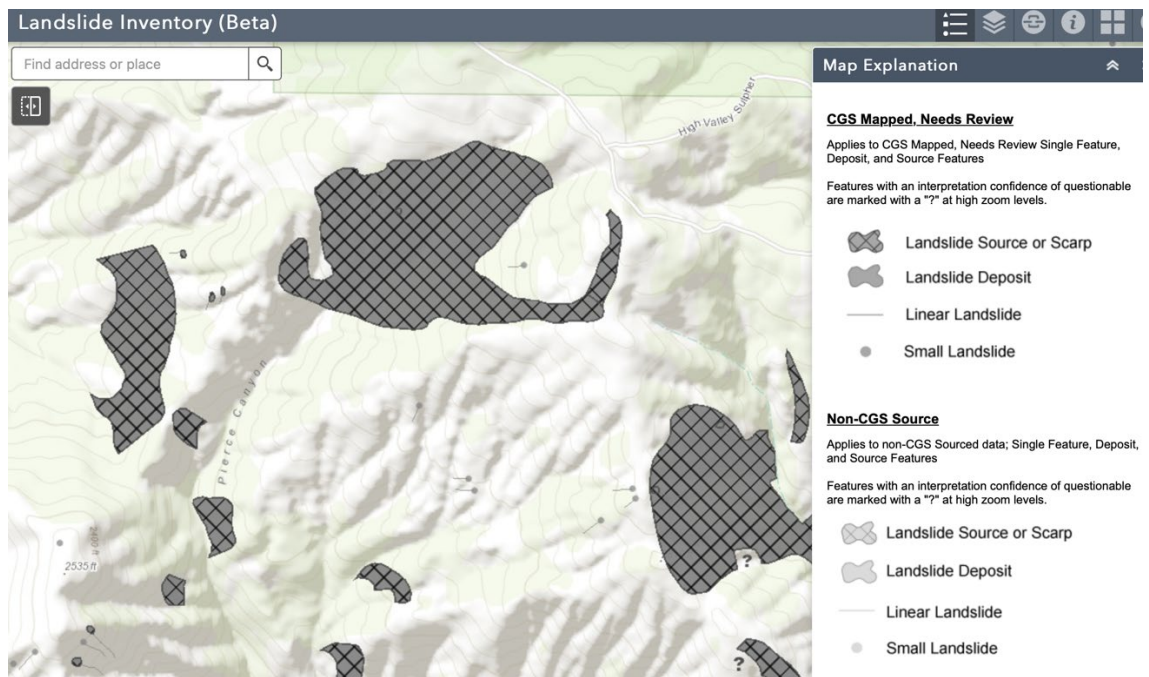 Landslide Inventory (Beta)
Find address or place
High Valley Sulpher
Pierce Canyon
2400 ft
2535 ft
?
?
Map Explanation
CGS Mapped, Needs Review
Applies to CGS Mapped, Needs Review Single Feature,
Deposit, and Source Features
Features with an interpretation confidence of questionable
are marked with a "?" at high zoom levels.
Landslide Source or Scarp
Landslide Deposit
Linear Landslide
Small Landslide
Non-CGS Source
Applies to non-CGS Sourced data; Single Feature, Deposit,
and Source Features
Features with an interpretation confidence of questionable
are marked with a "?" at high zoom levels.
Landslide Source or Scarp
Landslide Deposit
Linear Landslide
Small Landslide